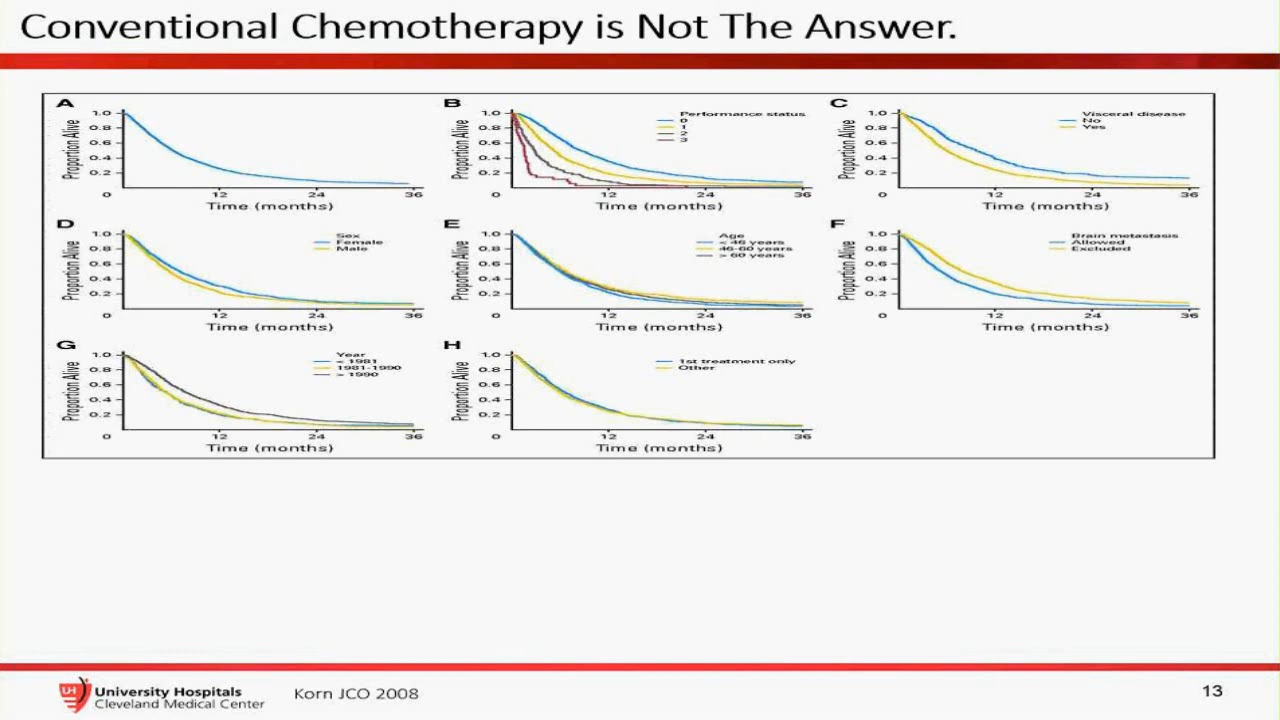 Conventional Chemotherapy is Not The Answer.
A
1.0
0.8
0.6
0.4
0.2
0
12
24
36
Proportion Alive
Time (months)
B
1.0
0.8
0.6
0.4
0.2
0
12
24
36
Proportion Alive
Time (months)
Performance status
0
1
2
3
C
1.0
0.8
0.6
0.4
0.2
0
12
24
36
Proportion Alive
Time (months)
Visceral disease
No
Yes
D
1.0
0.8
0.6
0.4
0.2
0
12
24
36
Proportion Alive
Time (months)
Sex
Female
Male
E
1.0
0.8
0.6
0.4
0.2
0
12
24
36
Proportion Alive
Time (months)
Age
< 46 years
46-60 years
> 60 years
F
1.0
0.8
0.6
0.4
0.2
0
12
24
36
Proportion Alive
Time (months)
Brain metastasis
Allowed
Excluded
G
1.0
0.8
0.6
0.4
0.2
0
12
24
36
Proportion Alive
Time (months)
Year
< 1981
1981-1990
> 1990
H
1.0
0.8
0.6
0.4
0.2
0
12
24
36
Proportion Alive
Time (months)
1st treatment only
Other
UH
University Hospitals
Cleveland Medical Center
Korn JCO 2008
13